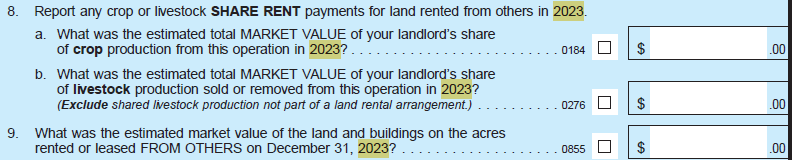 8. Report any crop or livestock SHARE RENT payments for land rented from others in 2023.
a. What was the estimated total MARKET VALUE of your landlord's share
of crop production from this operation in 2023? . . . . . . . . . . . . . . . . . . . . . . . . . . 0184 $ .00
b. What was the estimated total MARKET VALUE of your landlord's share
of livestock production sold or removed from this operation in 2023?
(Exclude shared livestock production not part of a land rental arrangement.) . . . . . . . . . . 0276 $ .00
9. What was the estimated market value of the land and buildings on the acres
rented or leased FROM OTHERS on December 31, 2023? . . . . . . . . . . . . . . . . . . . . 0855 $ .00